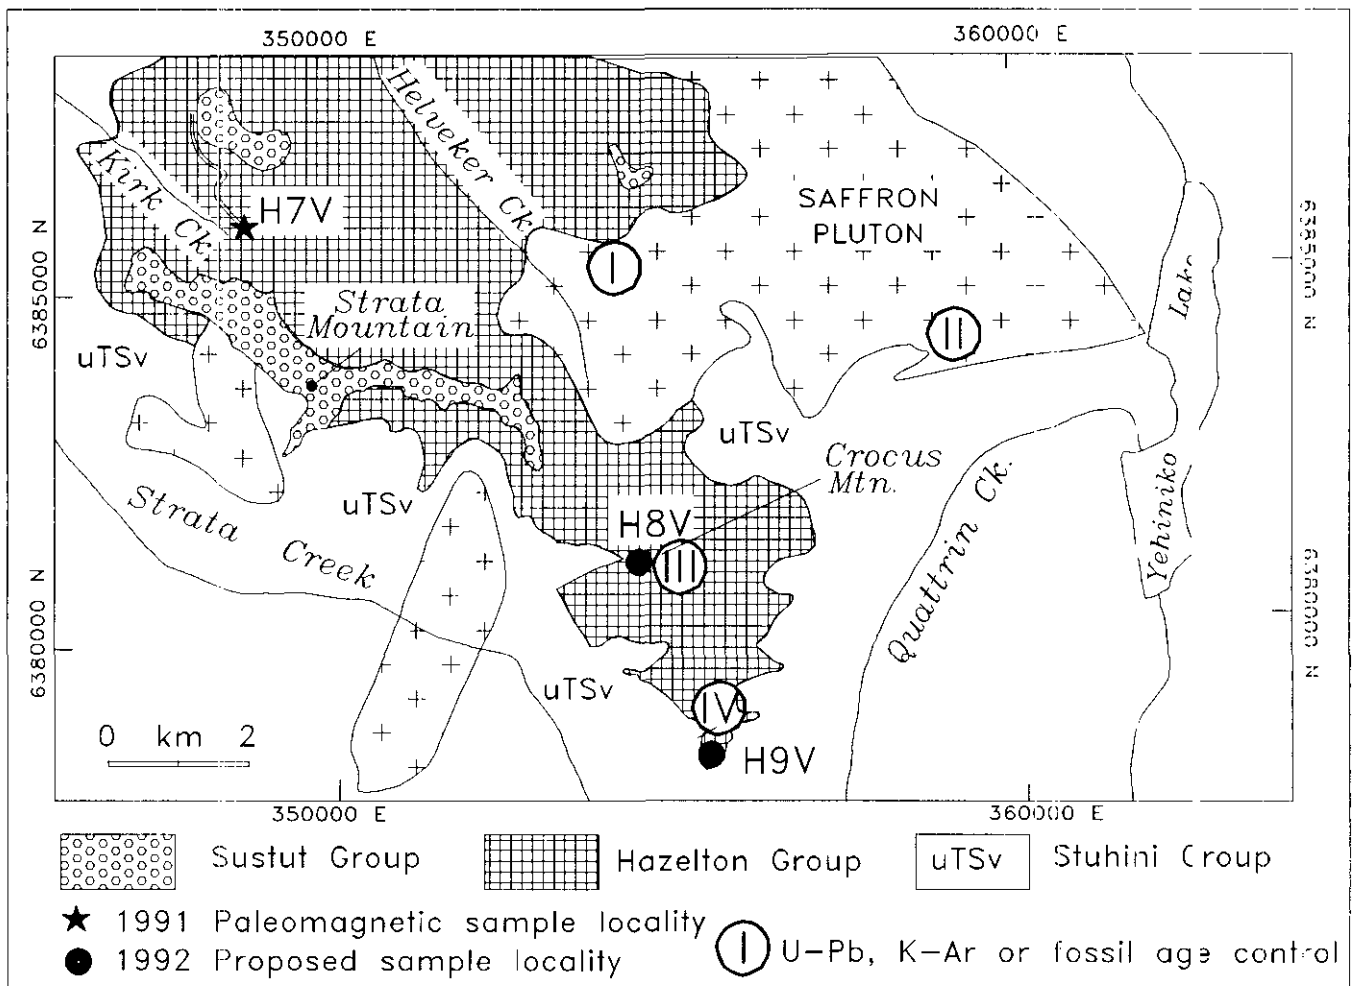 350000 E
360000 E
Helveker Ck.
Kirk Ck.
H7V
SAFFRON
PLUTON
6385000 N
6385000 N
I
Lake
Strata
Mountain
II
uTSv
uTSv
Crocus
Mtn.
Strata Creek
uTSv
H8V
III
Quattrin Ck.
Yehiniko
6380000 N
6380000 N
uTSv
IV
0 km 2
H9V
350000 E
360000 E
Sustut Group
Hazelton Group
uTSv
Stuhini Group
1991 Paleomagnetic sample locality
1992 Proposed sample locality
I
U-Pb, K-Ar or fossil age control